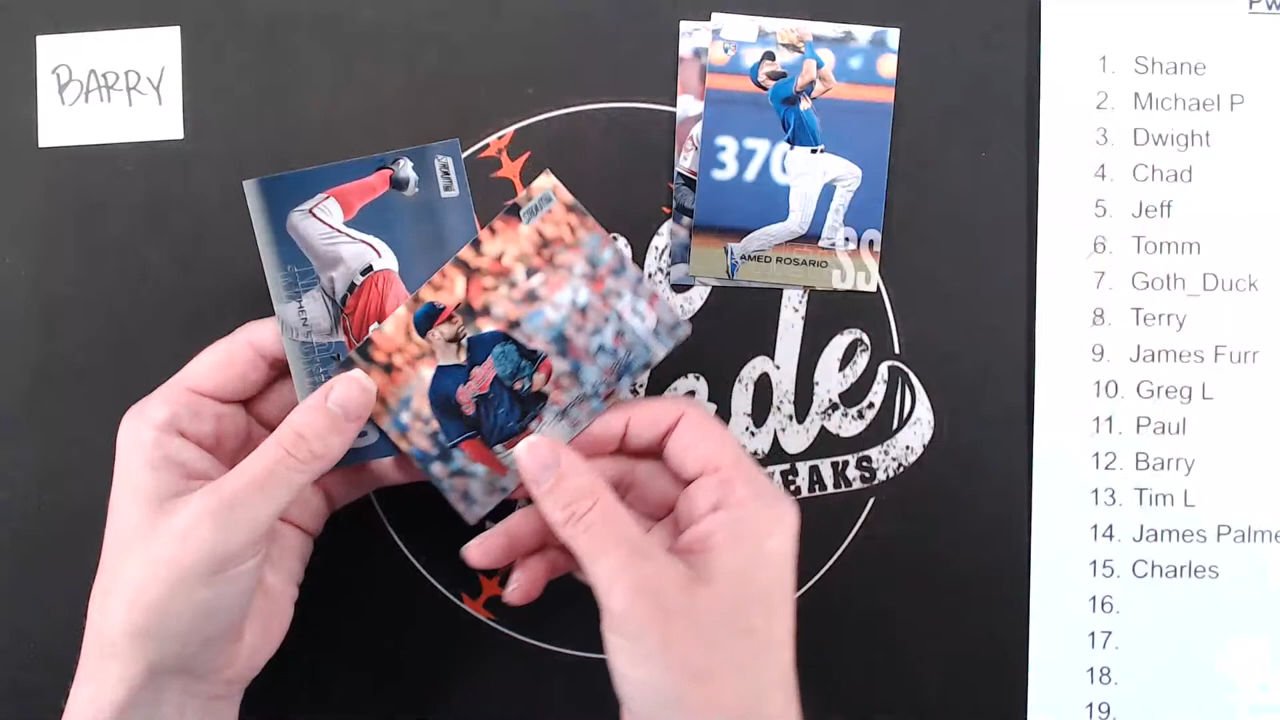 BARRY
370
AMED ROSARIO
SS
ade
EAKS
Pw
1. Shane
2. Michael P
3. Dwight
4. Chad
5. Jeff
6. Tomm
7. Goth_Duck
8. Terry
9. James Furr
10. Greg L
11. Paul
12. Barry
13. Tim L
14. James Palme
15. Charles
16.
17.
18.
19.